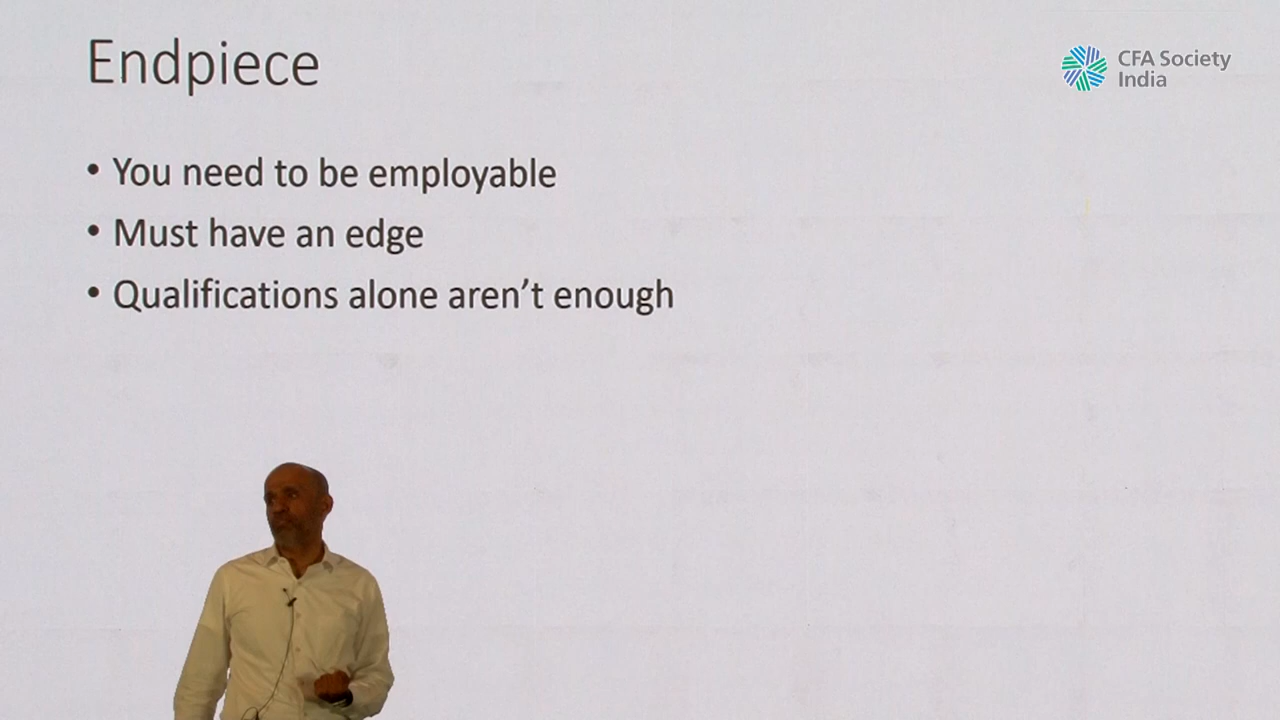 Endpiece
CFA Society
India
• You need to be employable
• Must have an edge
• Qualifications alone aren’t enough